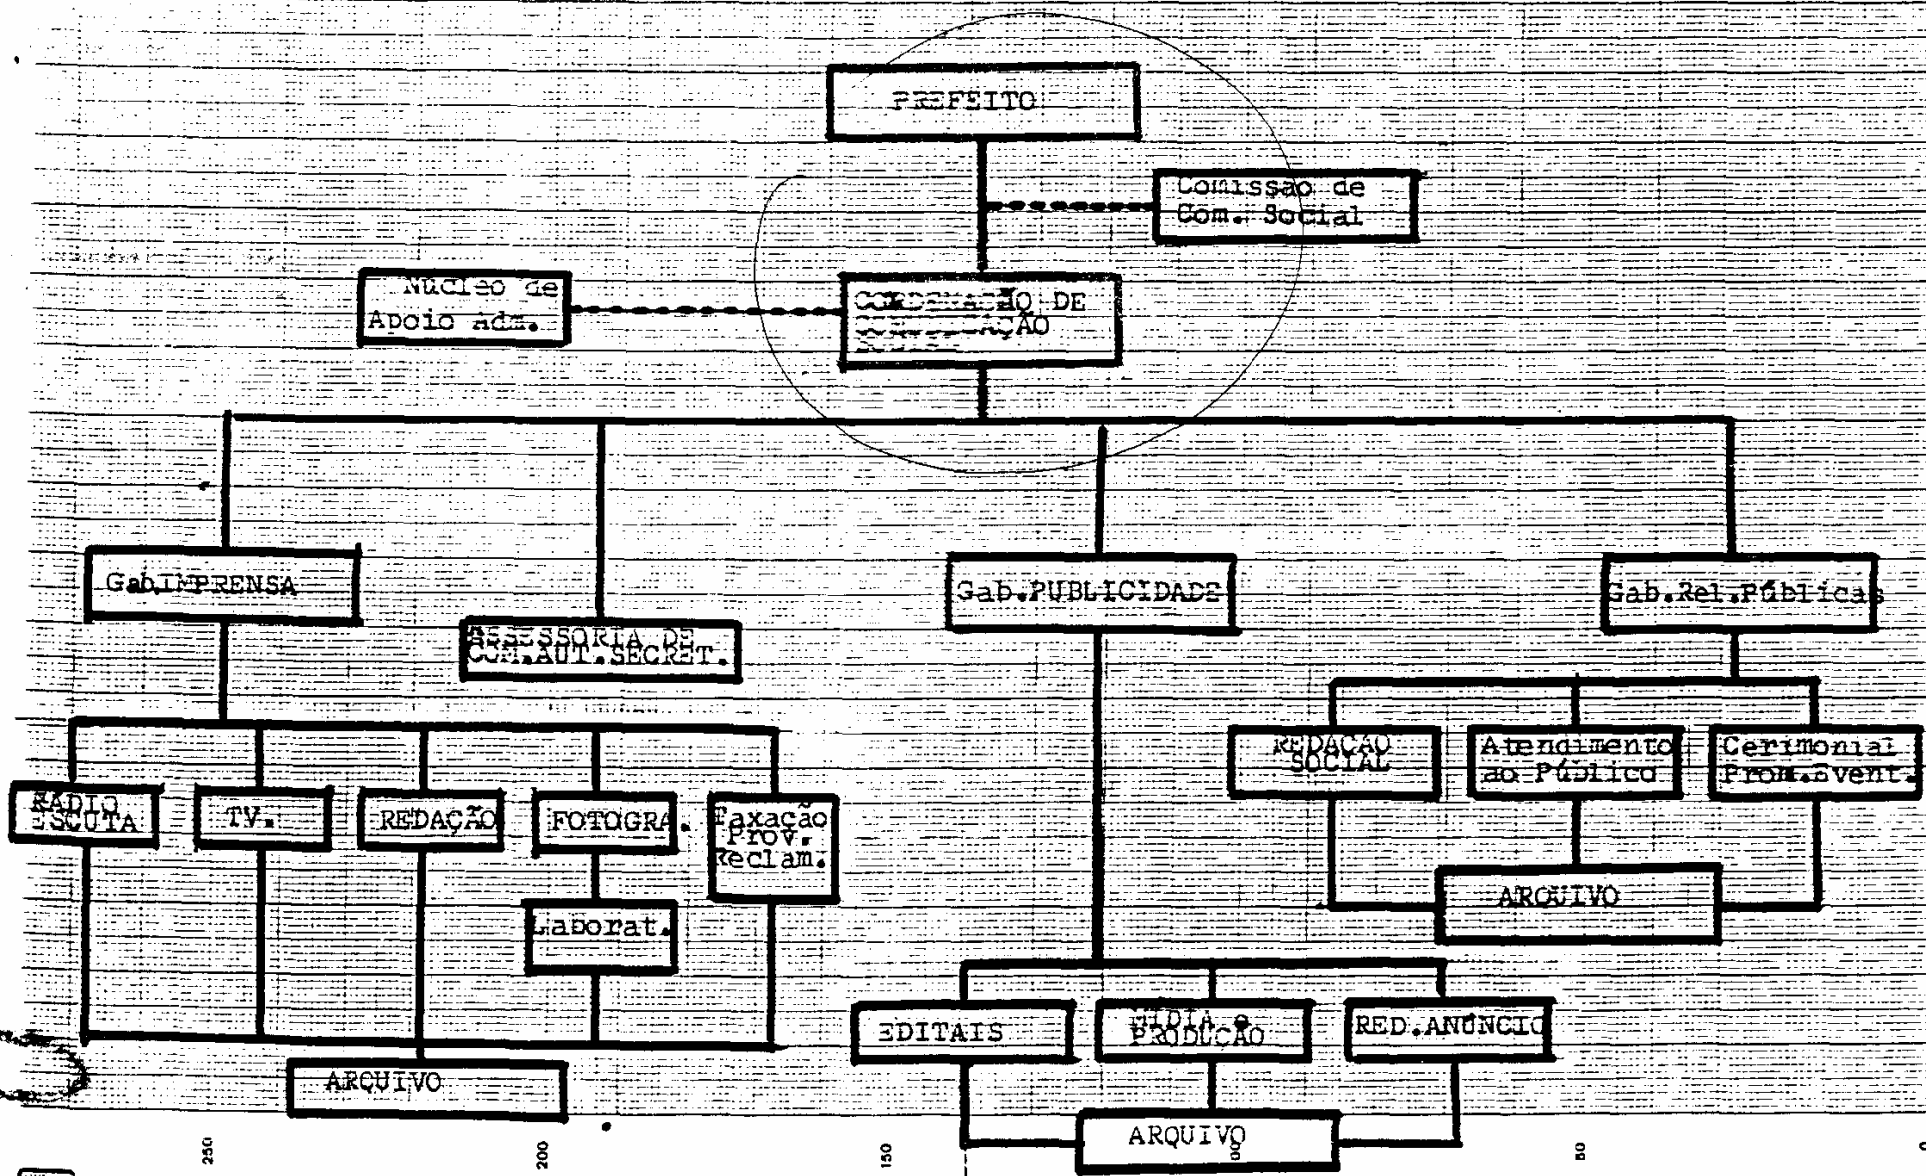 PREFEITO
Comissão de
Com. Social
Núcleo de
Apoio Adm.
COORDENAÇÃO DE
COMUNICAÇÃO
Gab.IMPRENSA
Gab.PUBLICIDADE
Gab.Rel.Públicas
ASSESSORIA DE
COM.AUT.SECRET.
REDAÇÃO
SOCIAL
Atendimento
ao Público
Cerimonial
Prom.Event.
RÁDIO
ESCUTA
TV.
REDAÇÃO
FOTOGRA.
Taxação
Prov.
Reclam.
Laborat.
ARQUIVO
EDITAIS
MÍDIA e
PRODUÇÃO
RED.ANÚNCIO
ARQUIVO
ARQUIVO
250
200
150